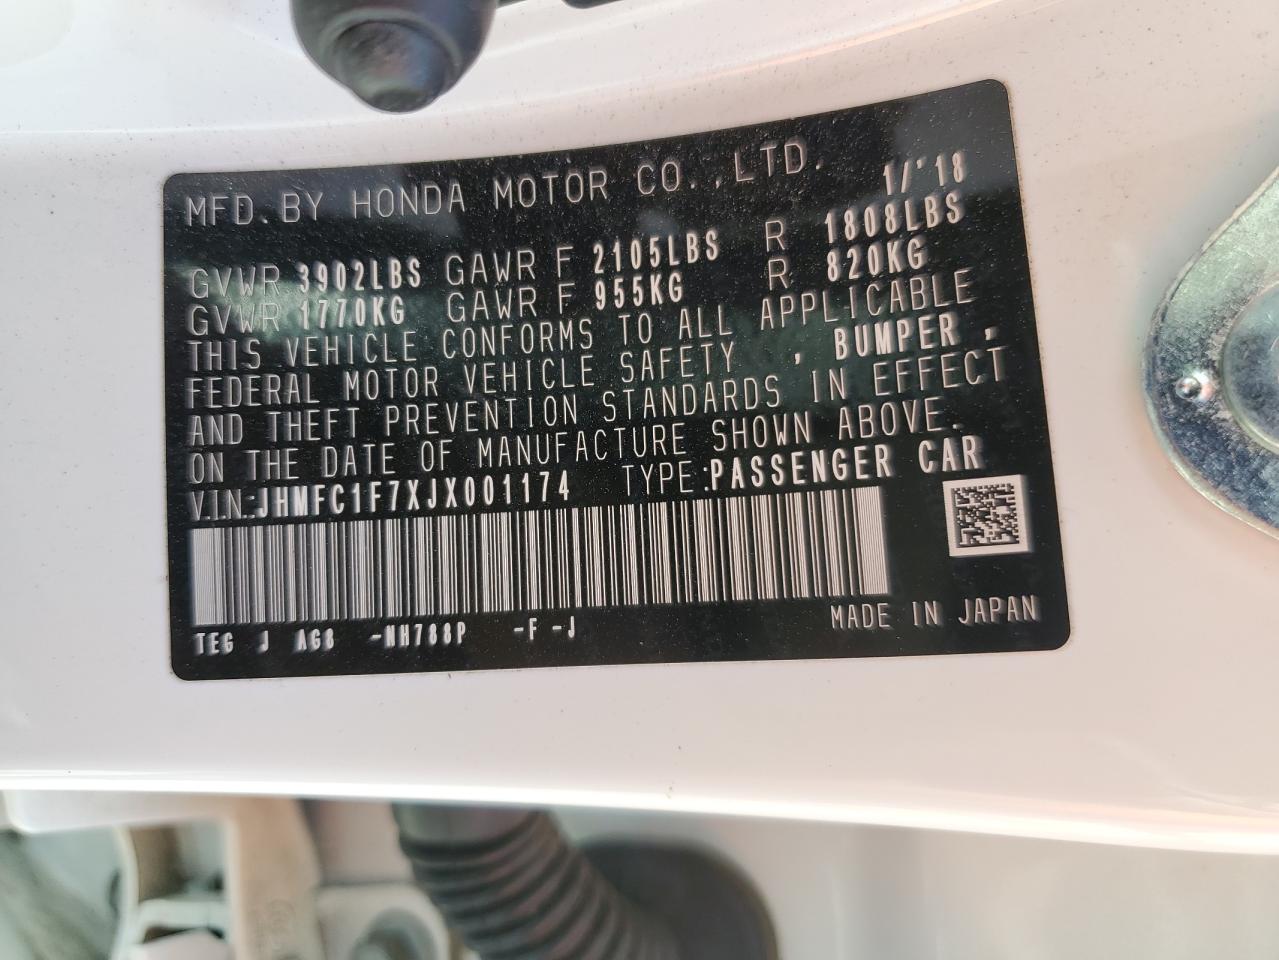 MFD. BY HONDA MOTOR CO., LTD. 1/'18
GVWR 3902LBS GAWR F 2105LBS R 1808LBS
GVWR 1770KG GAWR F 955KG R 820KG
THIS VEHICLE CONFORMS TO ALL APPLICABLE
FEDERAL MOTOR VEHICLE SAFETY , BUMPER ,
AND THEFT PREVENTION STANDARDS IN EFFECT
ON THE DATE OF MANUFACTURE SHOWN ABOVE.
V.I.N.:JHMFC1F7XJX001174 TYPE:PASSENGER CAR
MADE IN JAPAN
TEG J AG8 -NH788P -F -J